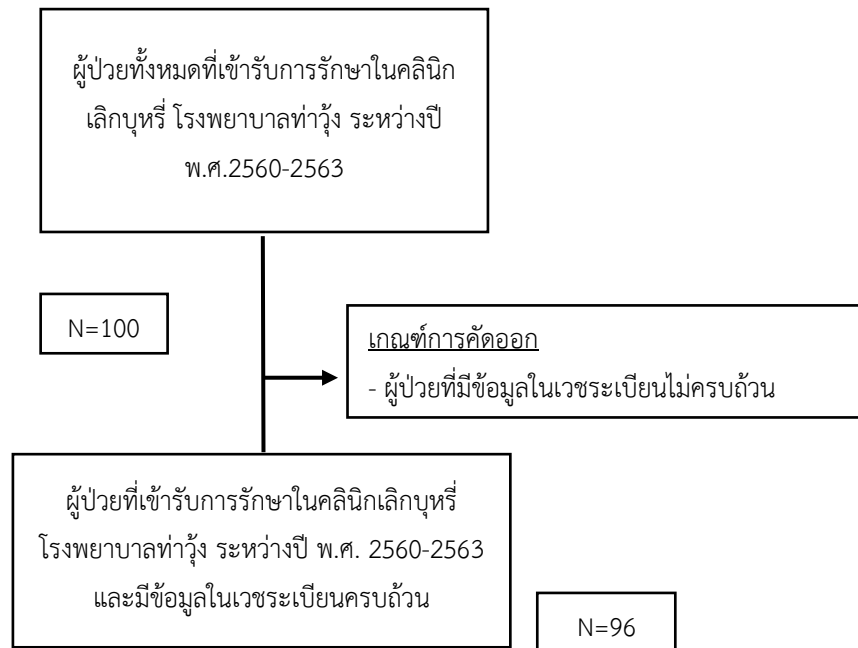 ผู้ป่วยทั้งหมดที่เข้ารับการรักษาในคลินิก
เลิกบุหรี่ โรงพยาบาลท่าวุ้ง ระหว่างปี
พ.ศ.2560-2563
N=100
เกณฑ์การคัดออก
- ผู้ป่วยที่มีข้อมูลในเวชระเบียนไม่ครบถ้วน
ผู้ป่วยที่เข้ารับการรักษาในคลินิกเลิกบุหรี่
โรงพยาบาลท่าวุ้ง ระหว่างปี พ.ศ. 2560-2563
และมีข้อมูลในเวชระเบียนครบถ้วน
N=96